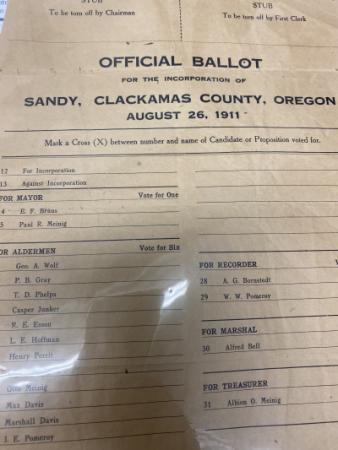 STUB
To be torn off by Chairman
STUB
To be torn off by First Clerk
OFFICIAL BALLOT
FOR THE INCORPORATION OF
SANDY, CLACKAMAS COUNTY, OREGON
AUGUST 26, 1911
Mark a Cross (X) between number and name of Candidate or Proposition voted for.
12 For Incorporation
13 Against Incorporation
FOR MAYOR Vote for One
4 E. F. Bruns
5 Paul R. Meinig
OR ALDERMEN Vote for Six
Geo. A. Wolf
P. B. Gray
T. D. Phelps
Casper Junker
R. E. Esson
L. E. Hoffman
Henry Perell
Otto Meinig
Max Davis
Marshall Davis
J. E. Pomeroy
FOR RECORDER V
28 A. G. Bornstedt
29 W. W. Pomeroy
FOR MARSHAL
30 Alfred Bell
FOR TREASURER
31 Albion O. Meinig